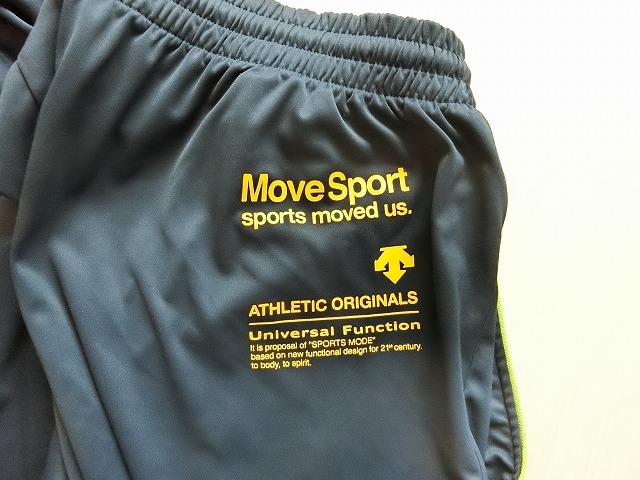 Move Sport
sports moved us.
ATHLETIC ORIGINALS
Universal Function
It is proposal of "SPORTS MODE"
based on new functional design for 21st century.
to body, to spirit.